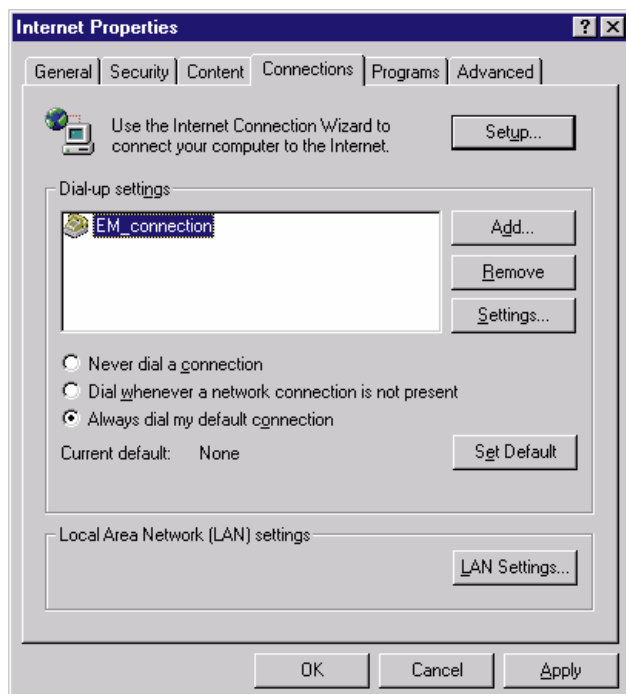 Internet Properties
General Security Content Connections Programs Advanced
Use the Internet Connection Wizard to
connect your computer to the Internet.
Setup...
Dial-up settings
EM_connection
Add...
Remove
Settings...
Never dial a connection
Dial whenever a network connection is not present
Always dial my default connection
Current default: None
Set Default
Local Area Network (LAN) settings
LAN Settings...
OK Cancel Apply